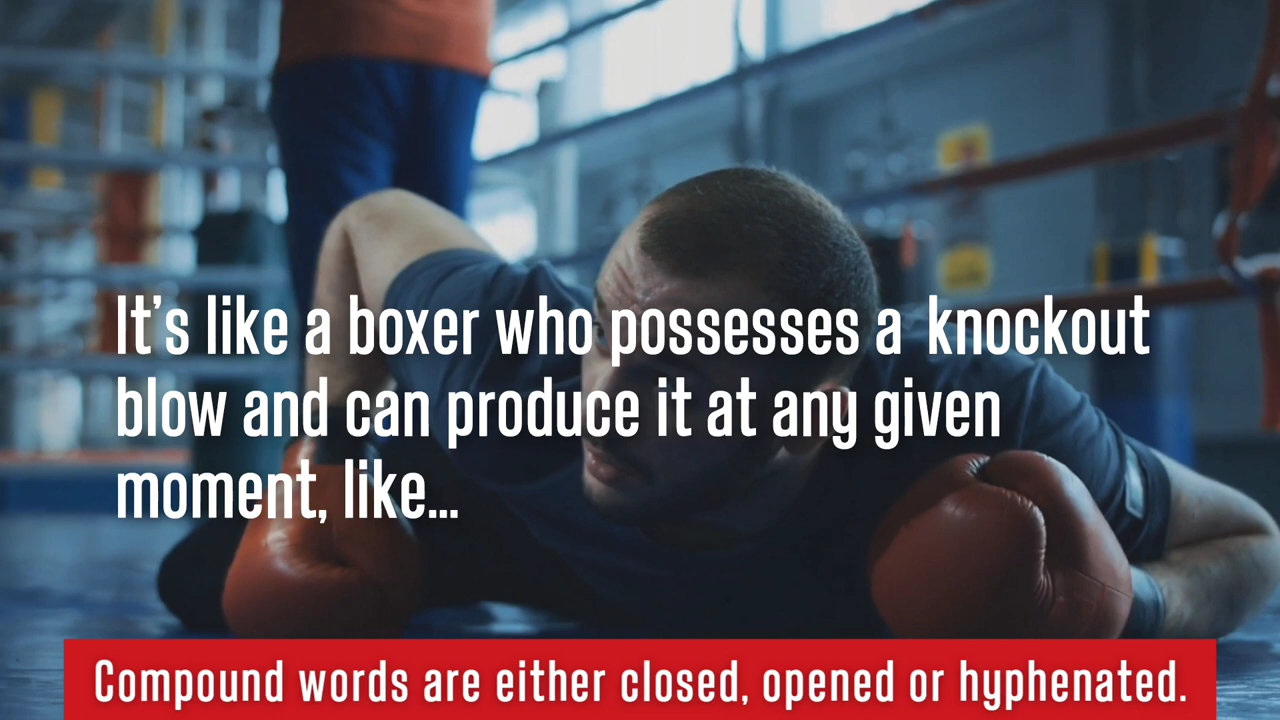 It’s like a boxer who possesses a knockout
blow and can produce it at any given
moment, like...
Compound words are either closed, opened or hyphenated.